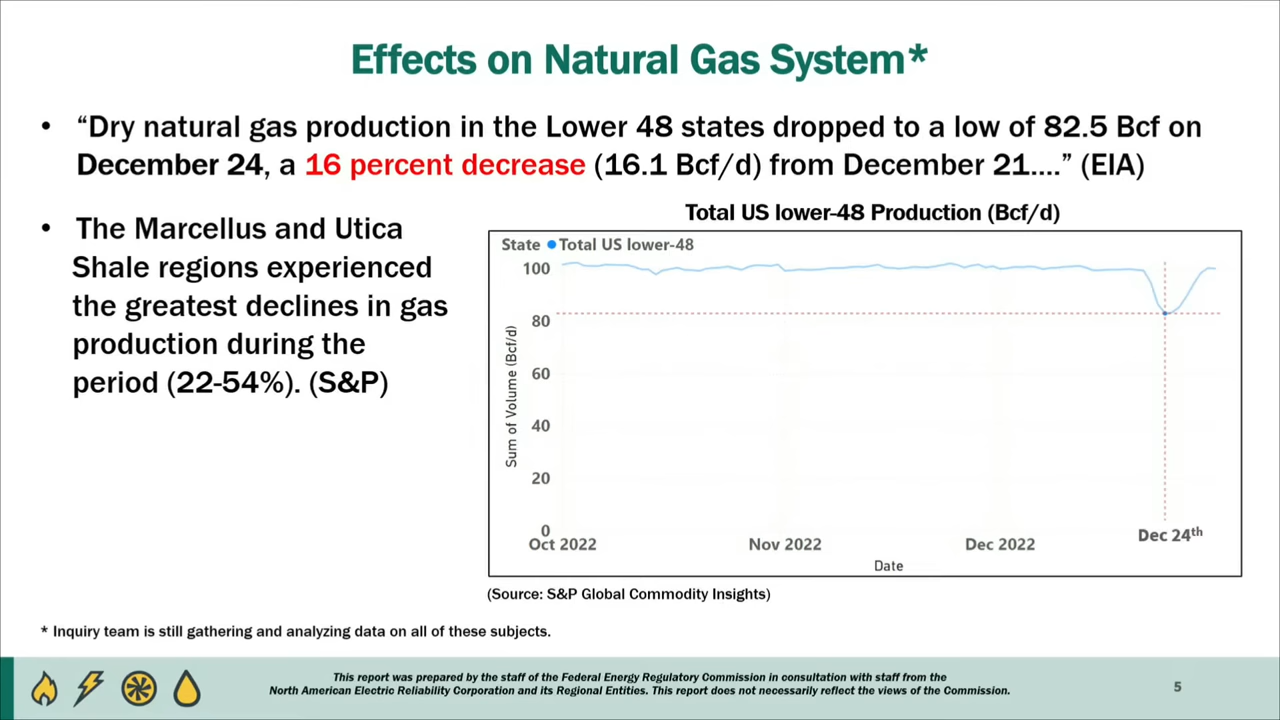 Effects on Natural Gas System*
• “Dry natural gas production in the Lower 48 states dropped to a low of 82.5 Bcf on
December 24, a 16 percent decrease (16.1 Bcf/d) from December 21....” (EIA)
• The Marcellus and Utica
Shale regions experienced
the greatest declines in gas
production during the
period (22-54%). (S&P)
Total US lower-48 Production (Bcf/d)
State Total US lower-48
Sum of Volume (Bcf/d)
100
80
60
40
20
0
Oct 2022
Nov 2022
Dec 2022
Dec 24th
Date
(Source: S&P Global Commodity Insights)
* Inquiry team is still gathering and analyzing data on all of these subjects.
This report was prepared by the staff of the Federal Energy Regulatory Commission in consultation with staff from the
North American Electric Reliability Corporation and its Regional Entities. This report does not necessarily reflect the views of the Commission.
5